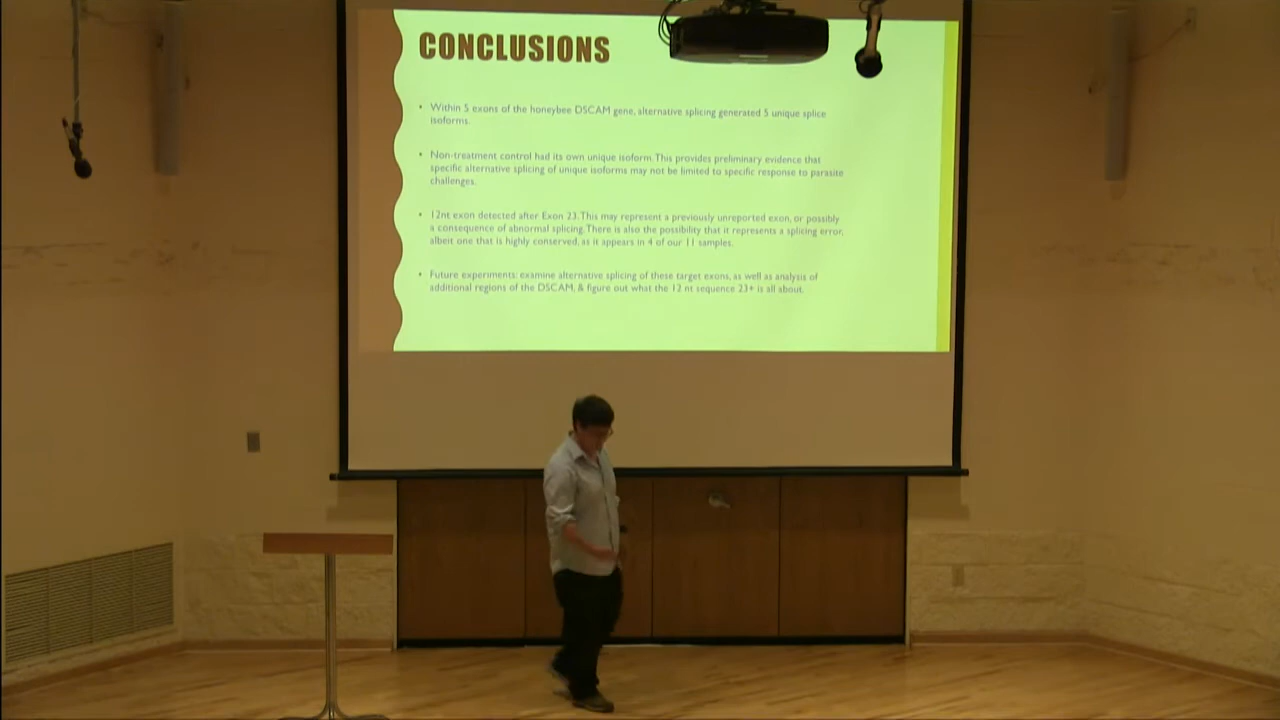 CONCLUSIONS
• Within 5 exons of the honeybee DSCAM gene, alternative splicing generated 5 unique splice
isoforms.
• Non-treatment control had its own unique isoform. This provides preliminary evidence that
specific alternative splicing of unique isoforms may not be limited to specific response to parasite
challenges.
• 12nt exon detected after Exon 23. This may represent a previously unreported exon, or possibly
a consequence of abnormal splicing. There is also the possibility that it represents a splicing error,
albeit one that is highly conserved, as it appears in 4 of our 11 samples.
• Future experiments: examine alternative splicing of these target exons, as well as analysis of
additional regions of the DSCAM, & figure out what the 12 nt sequence 23+ is all about.